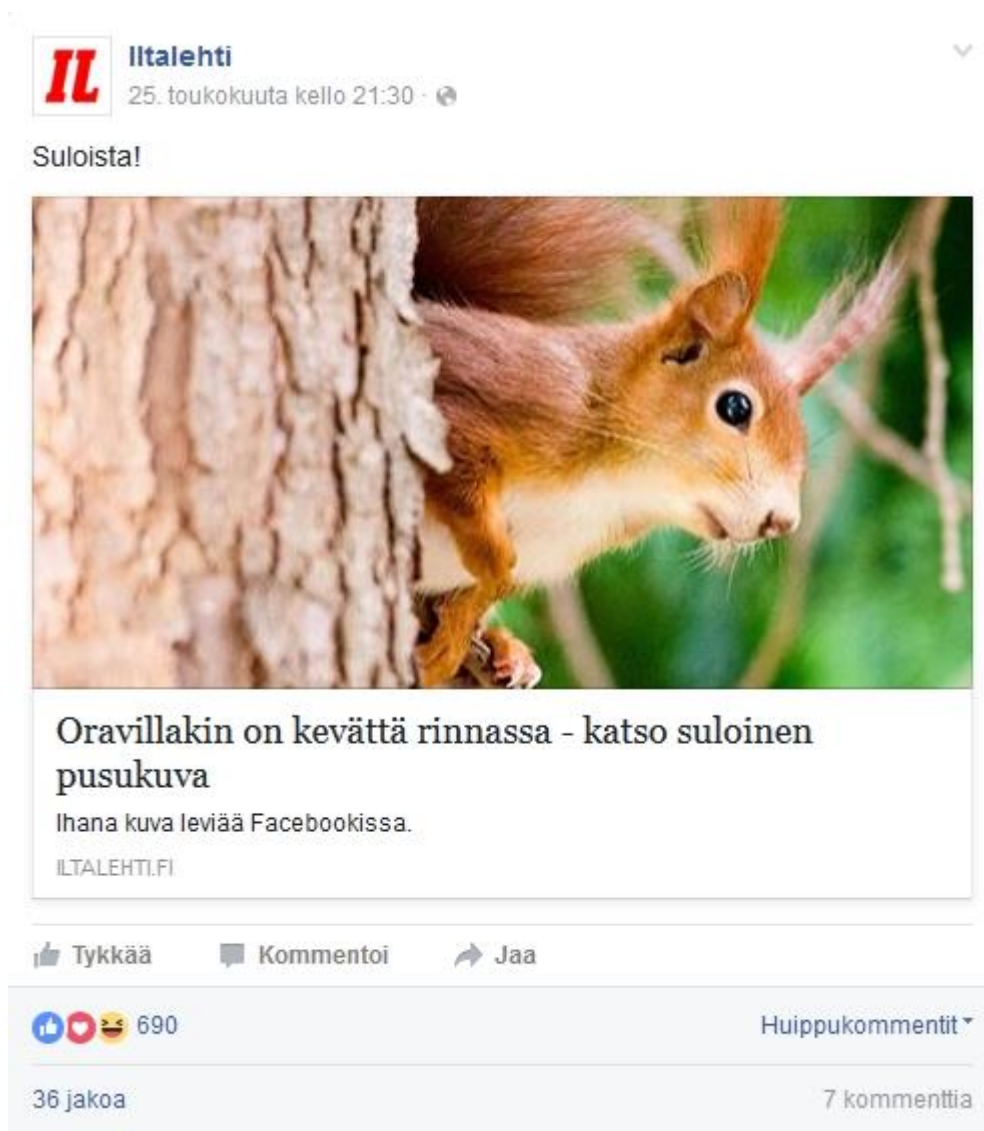 IL
Iltalehti
25. toukokuuta kello 21:30 ·
Suloista!
Oravillakin on kevättä rinnassa - katso suloinen
pusukuva
Ihana kuva leviää Facebookissa.
ILTALEHTI.FI
Tykkää Kommentoi Jaa
690 Huippukommentit
36 jakoa 7 kommenttia